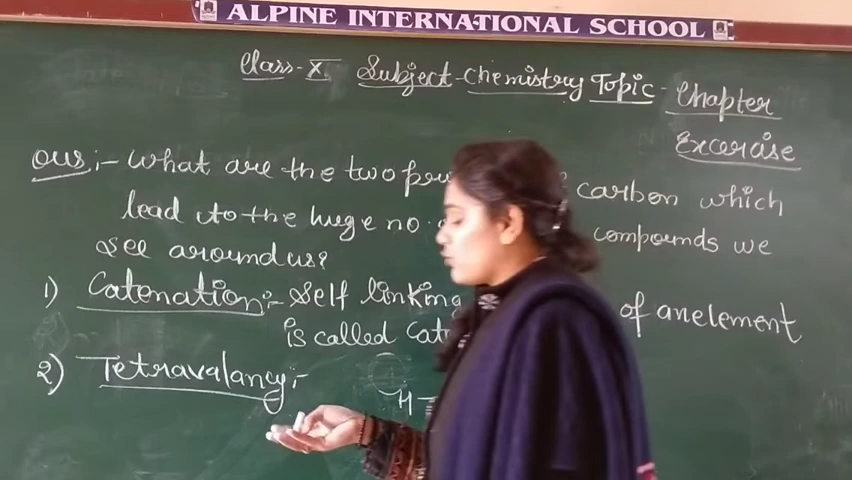 ALPINE INTERNATIONAL SCHOOL
Class-X Subject-Chemistry Topic- Chapter
Excercise
Ous:- What are the two carbon which
lead to the huge no. compounds we
see around us?
1) Catenation:- Self linking of an element
is called
2) Tetravalancy:-
H-